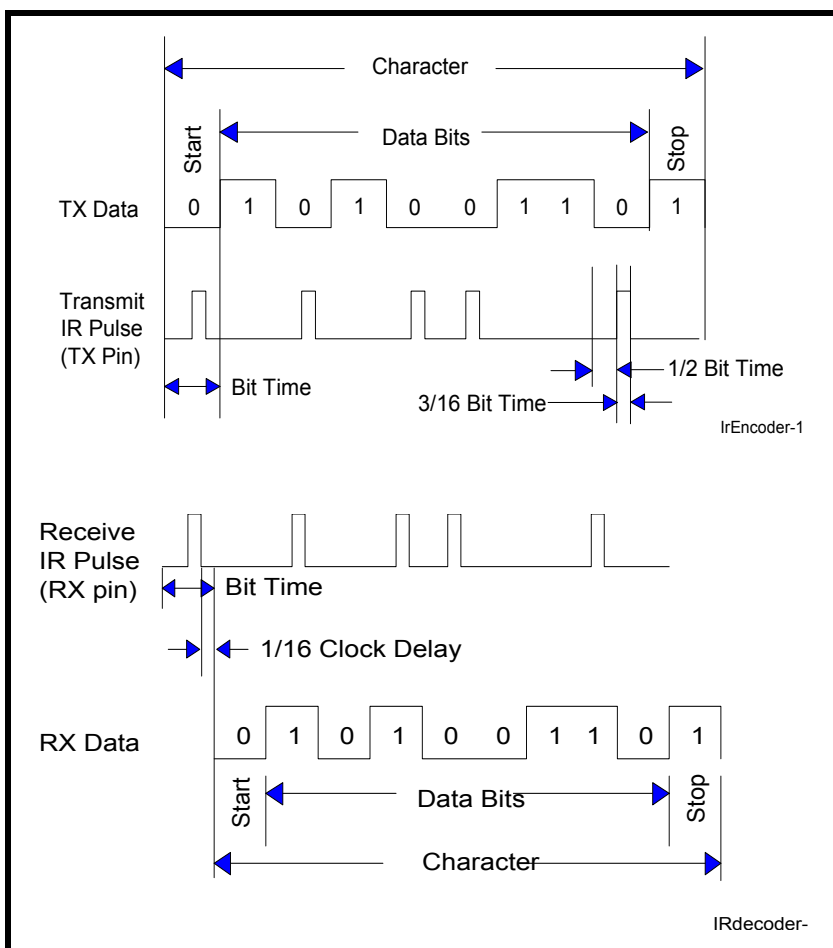 Character
Start
Data Bits
Stop
TX Data
0 1 0 1 0 0 1 1 0 1
Transmit
IR Pulse
(TX Pin)
Bit Time
1/2 Bit Time
3/16 Bit Time
IrEncoder-1
Receive
IR Pulse
(RX pin)
Bit Time
1/16 Clock Delay
RX Data
0 1 0 1 0 0 1 1 0 1
Start
Data Bits
Stop
Character
IRdecoder-